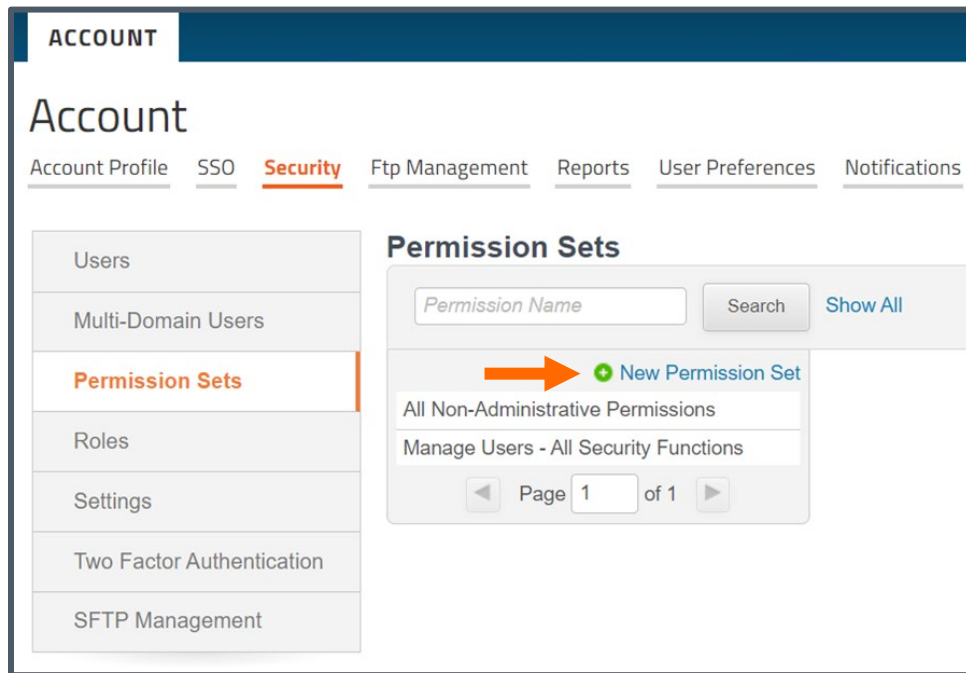 ACCOUNT
Account
Account Profile SSO Security Ftp Management Reports User Preferences Notifications
Users
Multi-Domain Users
Permission Sets
Roles
Settings
Two Factor Authentication
SFTP Management
Permission Sets
Permission Name Search Show All
New Permission Set
All Non-Administrative Permissions
Manage Users - All Security Functions
Page 1 of 1